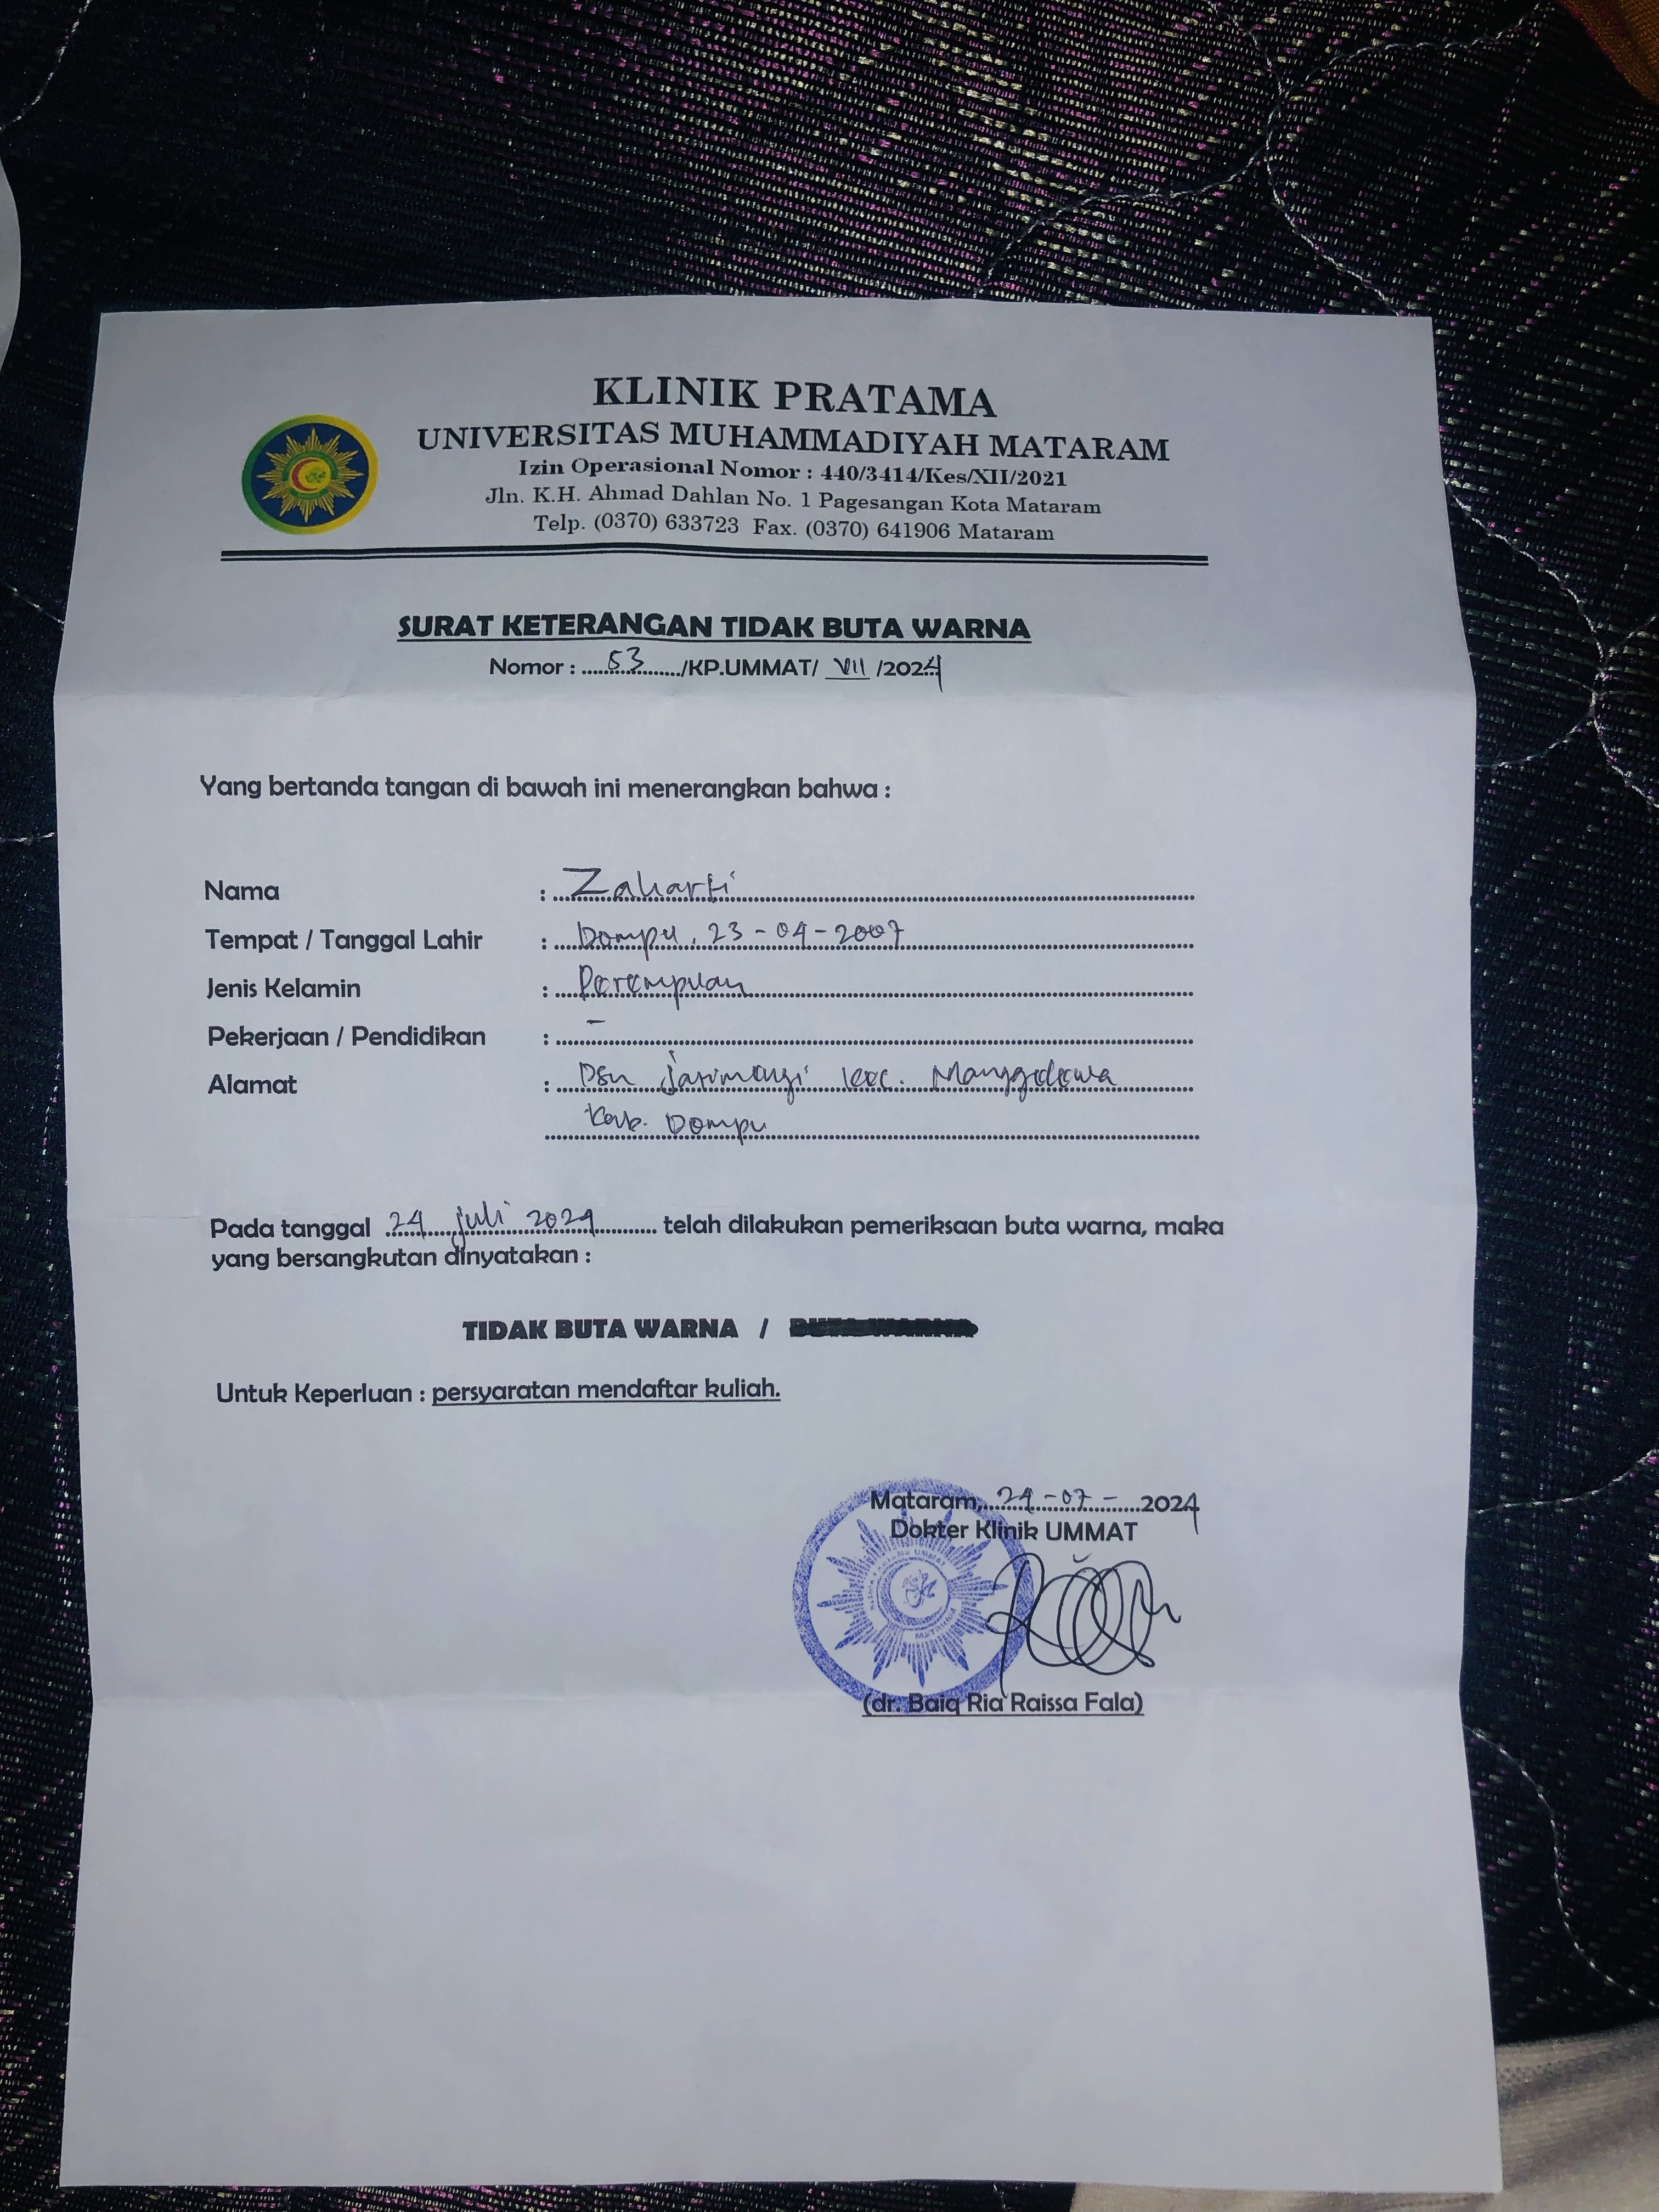 KLINIK PRATAMA
UNIVERSITAS MUHAMMADIYAH MATARAM
Izin Operasional Nomor : 440/3414/Kes/XII/2021
Jln. K.H. Ahmad Dahlan No. 1 Pagesangan Kota Mataram
Telp. (0370) 633723 Fax. (0370) 641906 Mataram
SURAT KETERANGAN TIDAK BUTA WARNA
Nomor : 53 /KP.UMMAT/ VII /2024
Yang bertanda tangan di bawah ini menerangkan bahwa :
Nama : Zaharti
Tempat / Tanggal Lahir : Dompu, 23-04-2007
Jenis Kelamin : Perempuan
Pekerjaan / Pendidikan : -
Alamat : Dsn Jarimangi kec. Manggelewa
Kab. Dompu
Pada tanggal 24 juli 2024 telah dilakukan pemeriksaan buta warna, maka
yang bersangkutan dinyatakan :
TIDAK BUTA WARNA / BUTA WARNA
Untuk Keperluan : persyaratan mendaftar kuliah.
Mataram, 24-07- 2024
Dokter Klinik UMMAT
(dr. Baiq Ria Raissa Fala)